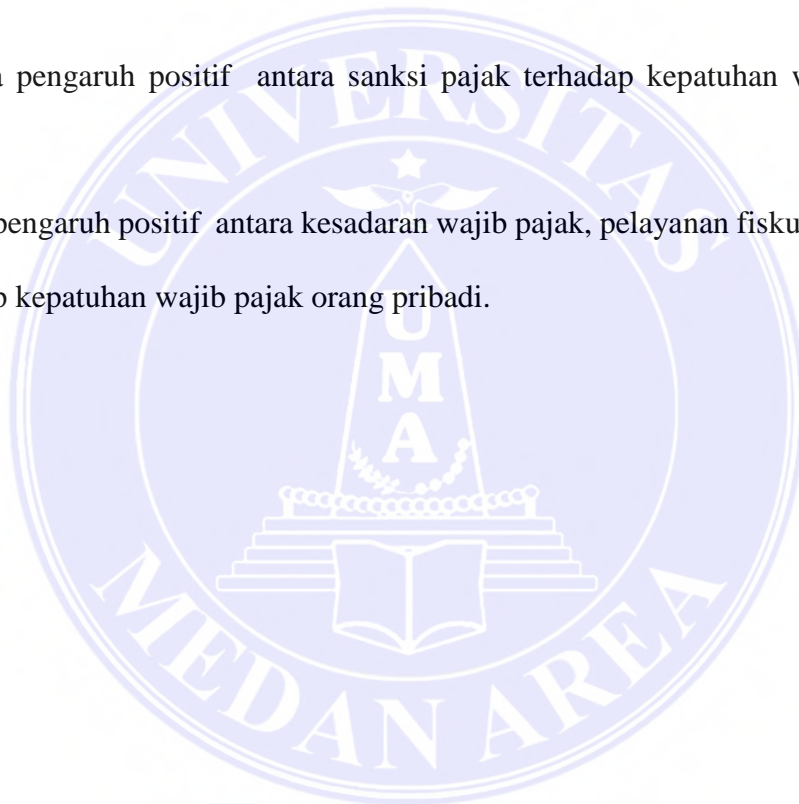 pengaruh positif antara sanksi pajak terhadap kepatuhan
pengaruh positif antara kesadaran wajib pajak, pelayanan
kepatuhan wajib pajak orang pribadi.
UNIVERSITAS
UMA
MEDAN AREA